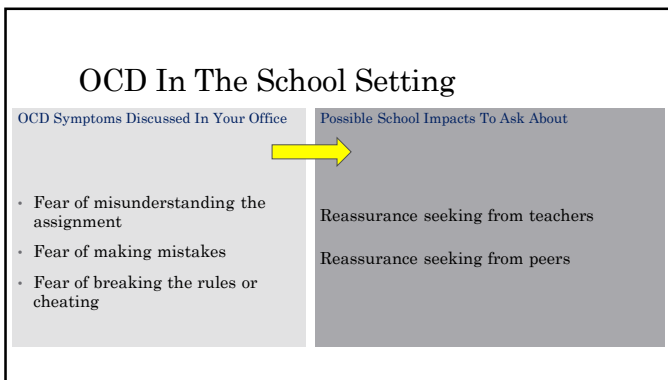 OCD In The School Setting
OCD Symptoms Discussed In Your Office
• Fear of misunderstanding the
assignment
• Fear of making mistakes
• Fear of breaking the rules or
cheating
Possible School Impacts To Ask About
Reassurance seeking from teachers
Reassurance seeking from peers